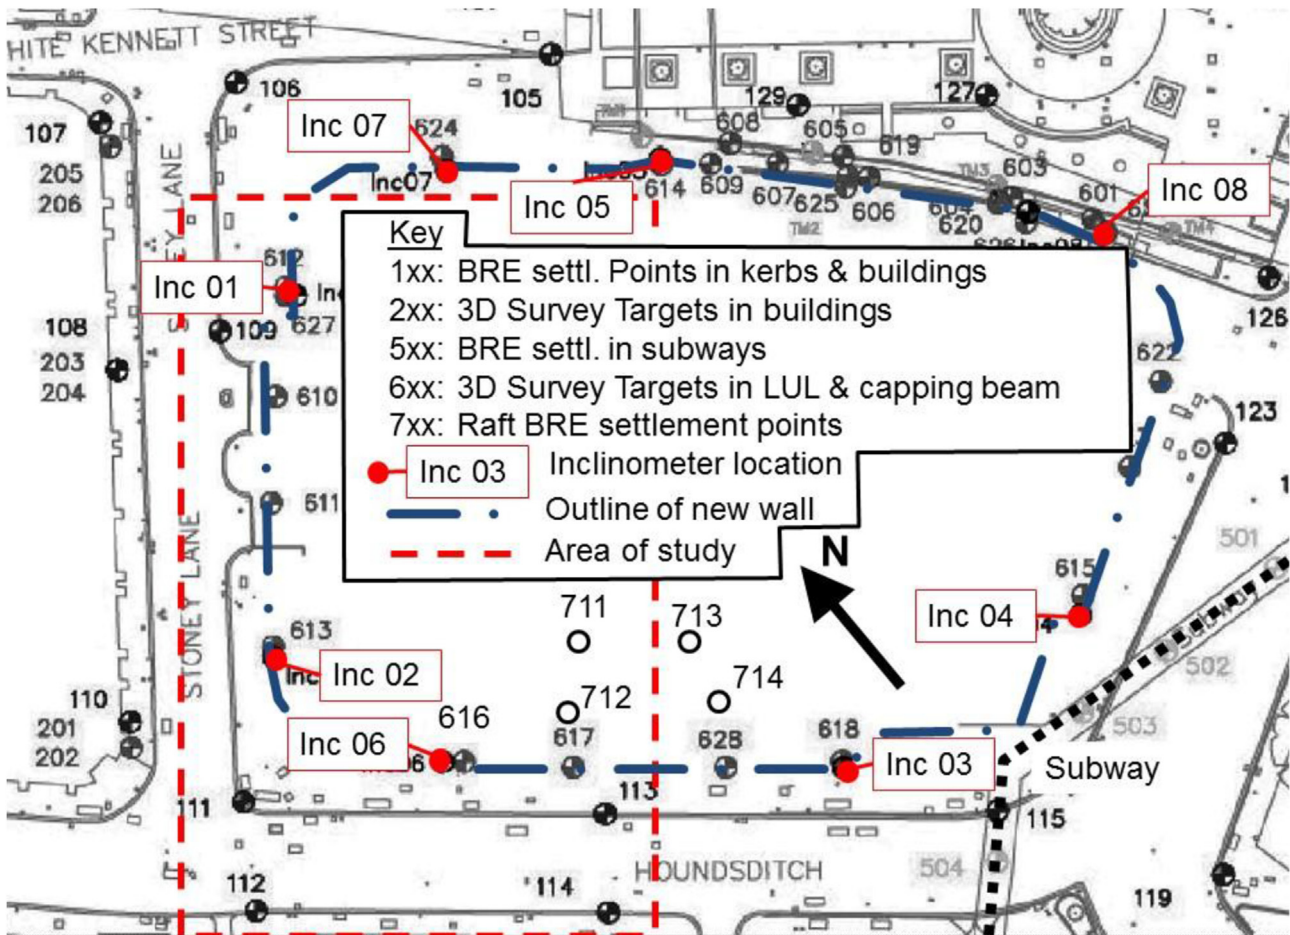 HITE KENNETT STREET
106
105
129
127
107
Inc 07
624
608
605
619
TM3
603
205
206
Inc07
614
609
607
625
606
604
620
601
Inc 08
TM4
Inc 05
TM2
612
Inc 01
627
108
109
203
204
610
611
126
622
123
Key
1xx: BRE settl. Points in kerbs & buildings
2xx: 3D Survey Targets in buildings
5xx: BRE settl. in subways
6xx: 3D Survey Targets in LUL & capping beam
7xx: Raft BRE settlement points
Inc 03 Inclinometer location
Outline of new wall
Area of study
N
STONEY LANE
501
615
Inc 04
711
713
613
Inc 02
502
712
714
110
201
202
503
616
Inc 06
617
628
618
Inc 03
Subway
111
113
115
HOUNDSDITCH
504
112
114
119